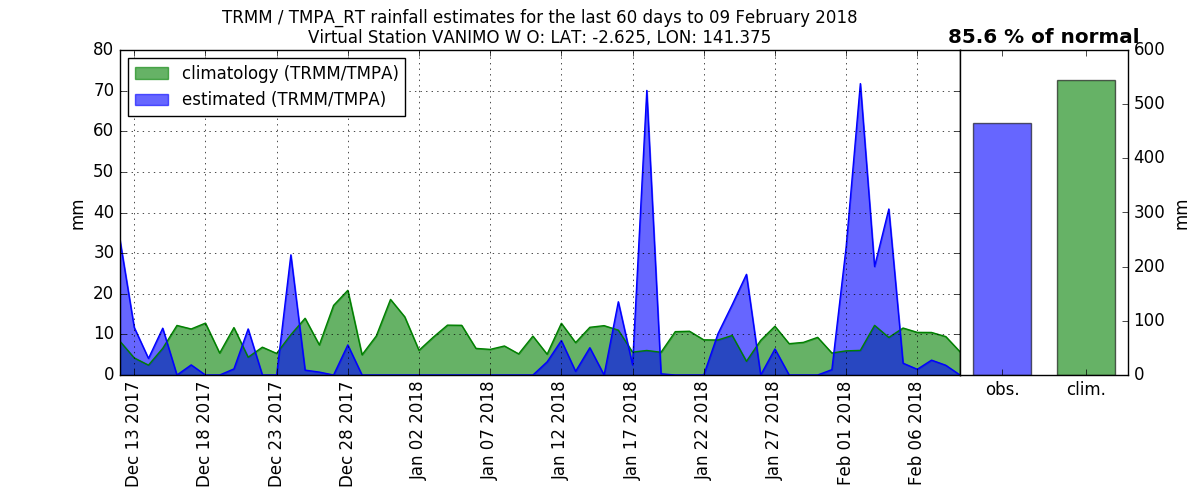 TRMM / TMPA_RT rainfall estimates for the last 60 days to 09 February 2018
Virtual Station VANIMO W O: LAT: -2.625, LON: 141.375
85.6 % of normal
climatology (TRMM/TMPA)
estimated (TRMM/TMPA)
80
70
60
50
40
30
20
10
0
mm
Dec 13 2017
Dec 18 2017
Dec 23 2017
Dec 28 2017
Jan 02 2018
Jan 07 2018
Jan 12 2018
Jan 17 2018
Jan 22 2018
Jan 27 2018
Feb 01 2018
Feb 06 2018
600
500
400
300
200
100
0
mm
obs.
clim.